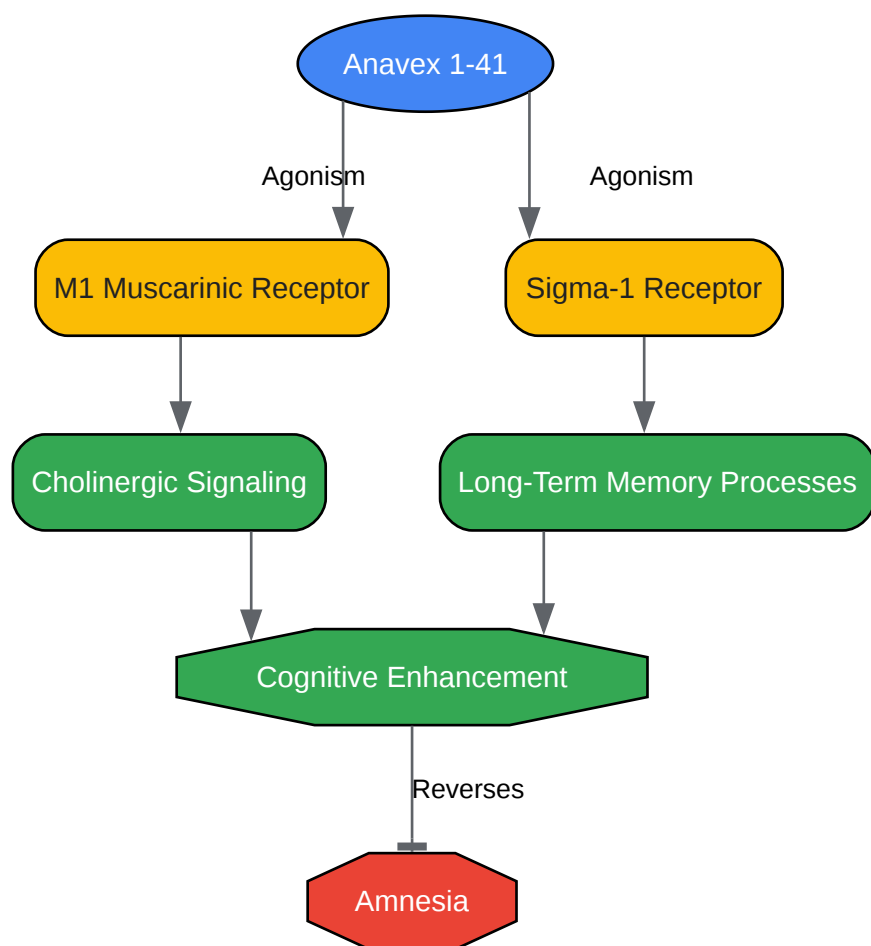 Anavex 1-41
Agonism
Agonism
M1 Muscarinic Receptor
Sigma-1 Receptor
Cholinergic Signaling
Long-Term Memory Processes
Cognitive Enhancement
Reverses
Amnesia